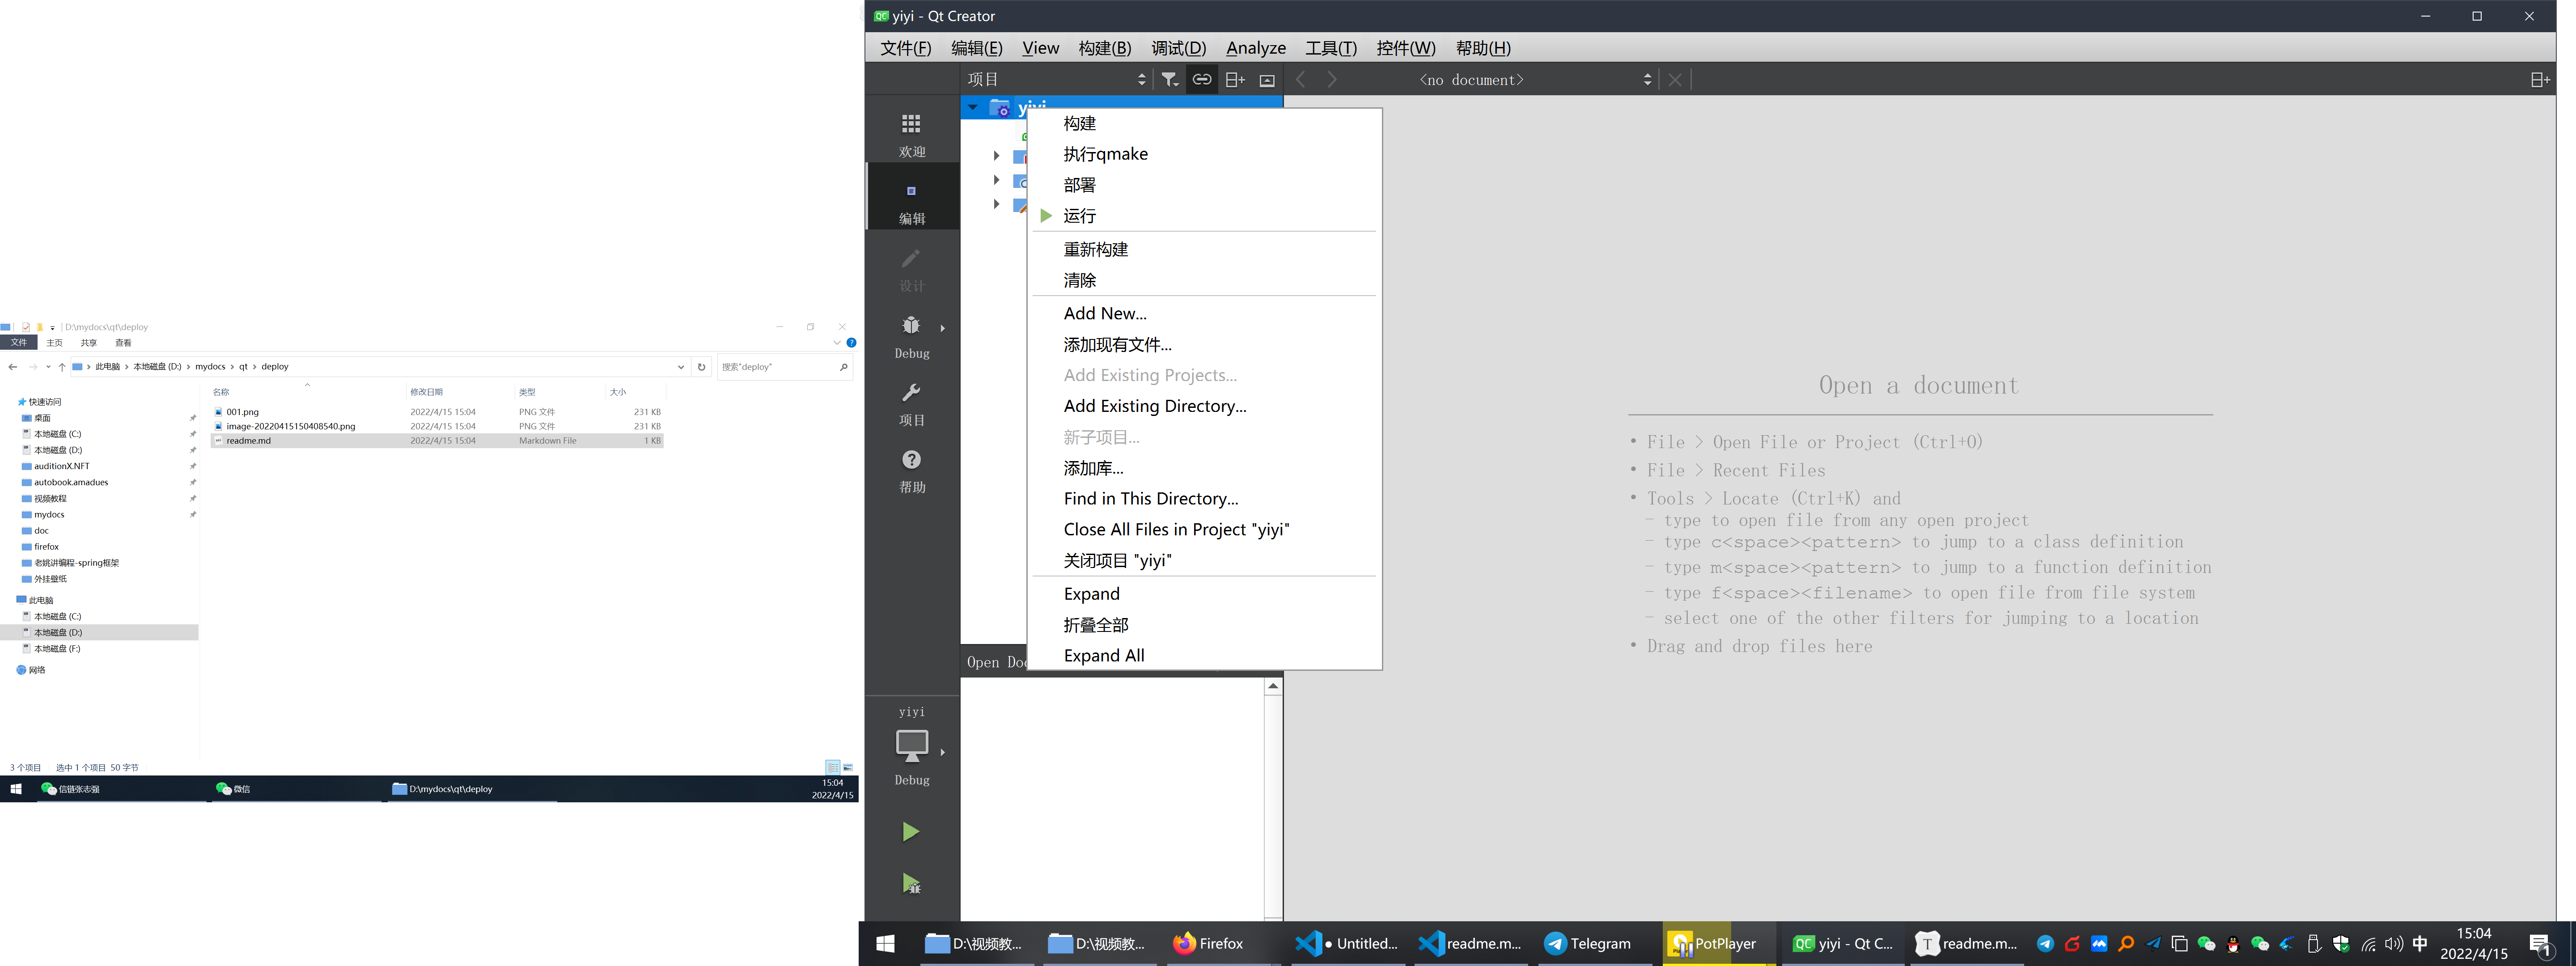 D:\mydocs\qt\deploy
文件 主页 共享 查看
此电脑 本地磁盘 (D:) mydocs qt deploy
搜索"deploy"
名称 修改日期 类型 大小
001.png 2022/4/15 15:04 PNG 文件 231 KB
image-20220415150408540.png 2022/4/15 15:04 PNG 文件 231 KB
readme.md 2022/4/15 15:04 Markdown File 1 KB
快速访问
桌面
本地磁盘 (C:)
本地磁盘 (D:)
auditionX.NFT
autobook.amadues
视频教程
mydocs
doc
firefox
老姚讲编程-spring框架
外挂壁纸
此电脑
本地磁盘 (C:)
本地磁盘 (D:)
本地磁盘 (F:)
网络
3 个项目 选中 1 个项目 50 字节
信链张志强 微信 D:\mydocs\qt\deploy
15:04
2022/4/15
yiyi - Qt Creator
文件(F) 编辑(E) View 构建(B) 调试(D) Analyze 工具(T) 控件(W) 帮助(H)
项目
<no document>
欢迎
编辑
设计
Debug
项目
帮助
yiyi
Debug
yiyi
构建
执行qmake
部署
运行
重新构建
清除
Add New...
添加现有文件...
Add Existing Projects...
Add Existing Directory...
新子项目...
添加库...
Find in This Directory...
Close All Files in Project "yiyi"
关闭项目 "yiyi"
Expand
折叠全部
Expand All
Open Doc
Open a document
• File > Open File or Project (Ctrl+O)
• File > Recent Files
• Tools > Locate (Ctrl+K) and
- type to open file from any open project
- type c<space><pattern> to jump to a class definition
- type m<space><pattern> to jump to a function definition
- type f<space><filename> to open file from file system
- select one of the other filters for jumping to a location
• Drag and drop files here
D:\视频教... D:\视频教... Firefox ● Untitled... readme.m... Telegram PotPlayer yiyi - Qt C... readme.m...
中
15:04
2022/4/15
1